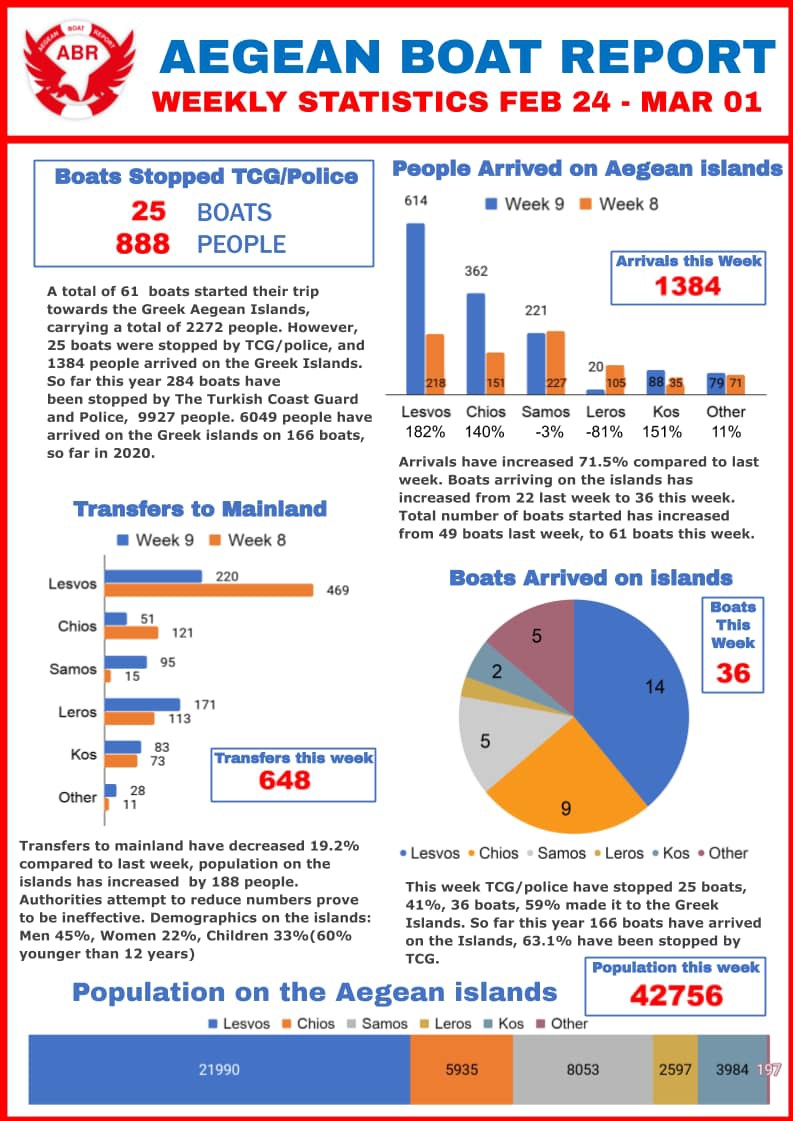 AEGEAN BOAT REPORT
ABR
AEGEAN BOAT REPORT
WEEKLY STATISTICS FEB 24 - MAR 01
Boats Stopped TCG/Police
25 BOATS
888 PEOPLE
A total of 61 boats started their trip
towards the Greek Aegean Islands,
carrying a total of 2272 people. However,
25 boats were stopped by TCG/police, and
1384 people arrived on the Greek Islands.
So far this year 284 boats have
been stopped by The Turkish Coast Guard
and Police, 9927 people. 6049 people have
arrived on the Greek islands on 166 boats,
so far in 2020.
People Arrived on Aegean islands
Week 9 Week 8
Arrivals this Week
1384
614 218
362 151
221 227
20 105
88 35
79 71
Lesvos Chios Samos Leros Kos Other
182% 140% -3% -81% 151% 11%
Arrivals have increased 71.5% compared to last
week. Boats arriving on the islands has
increased from 22 last week to 36 this week.
Total number of boats started has increased
from 49 boats last week, to 61 boats this week.
Transfers to Mainland
Week 9 Week 8
Lesvos 220
469
Chios 51
121
Samos 95
15
Leros 171
113
Kos 83
73
Other 28
11
Transfers this week
648
Transfers to mainland have decreased 19.2%
compared to last week, population on the
islands has increased by 188 people.
Authorities attempt to reduce numbers prove
to be ineffective. Demographics on the islands:
Men 45%, Women 22%, Children 33%(60%
younger than 12 years)
Boats Arrived on islands
Boats
This
Week
36
5
2
14
5
9
Lesvos Chios Samos Leros Kos Other
This week TCG/police have stopped 25 boats,
41%, 36 boats, 59% made it to the Greek
Islands. So far this year 166 boats have arrived
on the Islands, 63.1% have been stopped by
TCG.
Population this week
42756
Population on the Aegean islands
Lesvos Chios Samos Leros Kos Other
21990 5935 8053 2597 3984 197